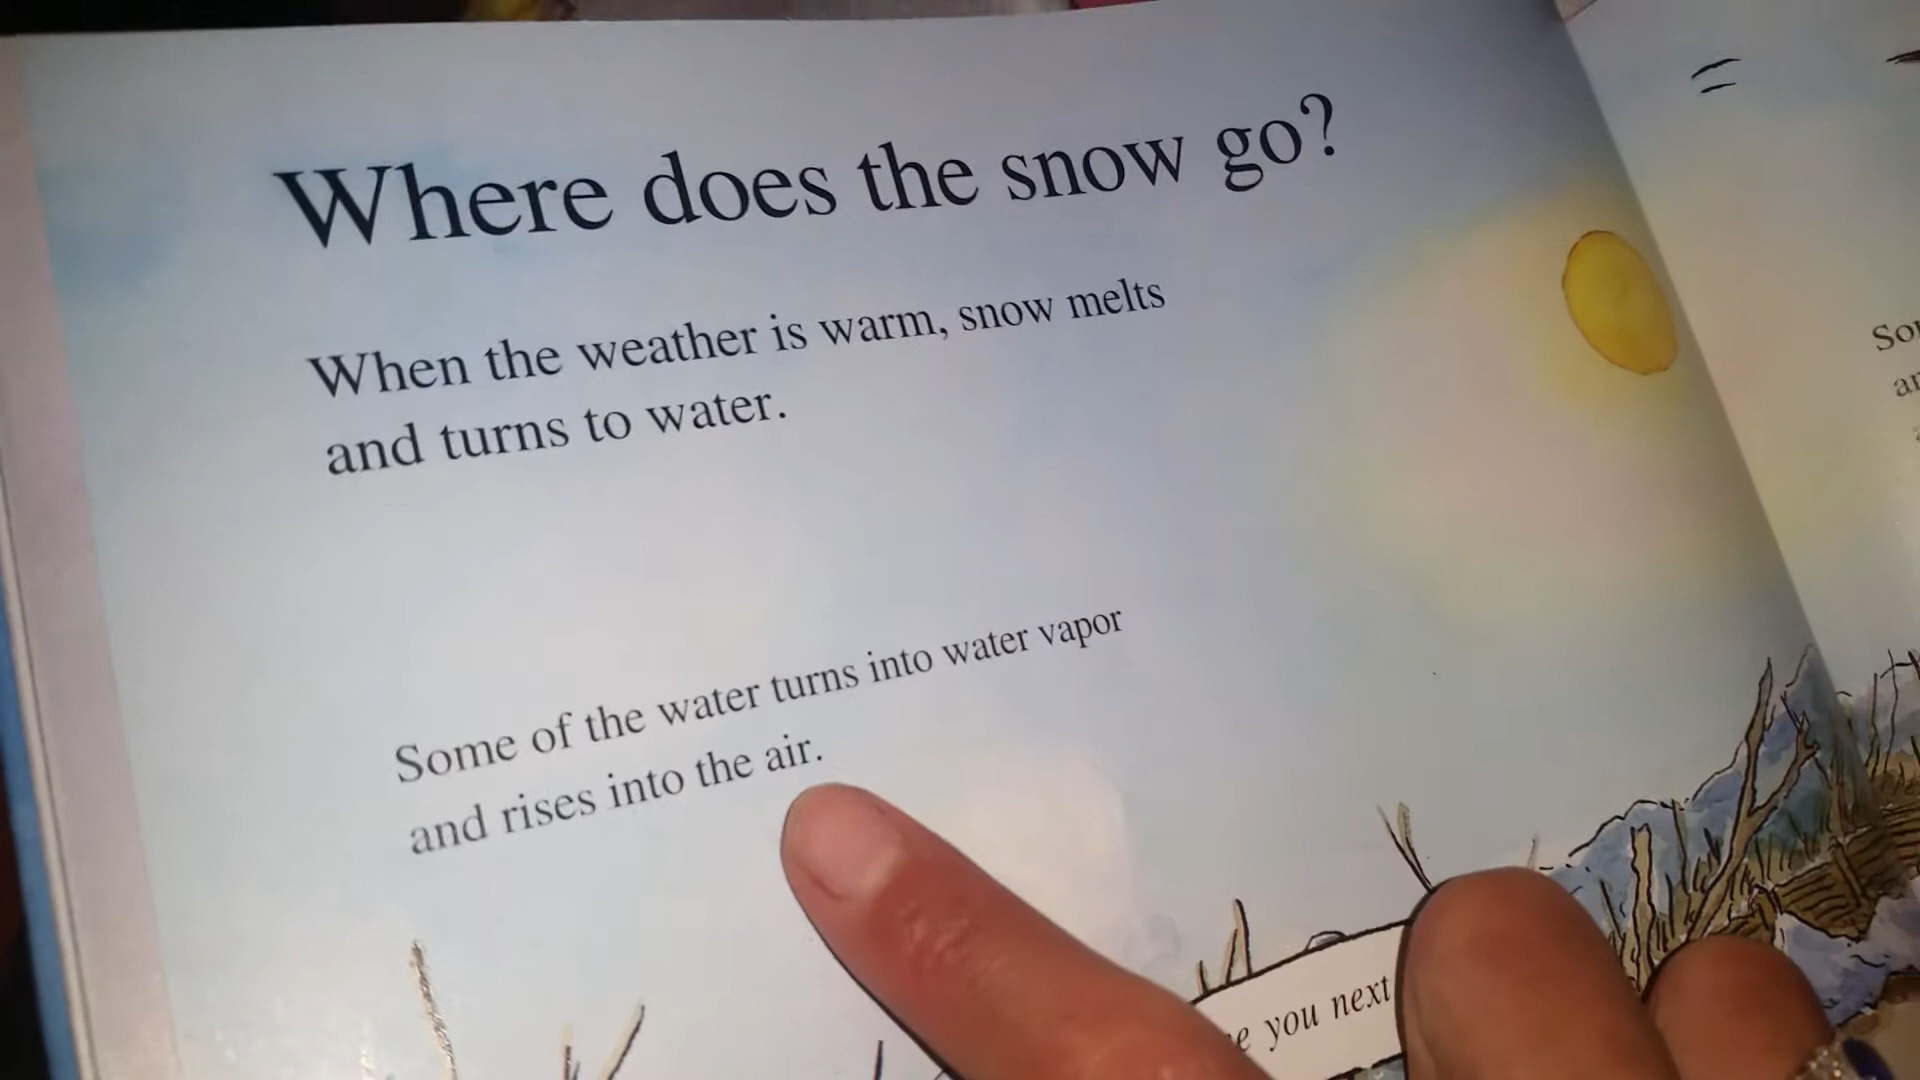 Where does the snow go?
When the weather is warm, snow melts
and turns to water.
Some of the water turns into water vapor
and rises into the air.
you next